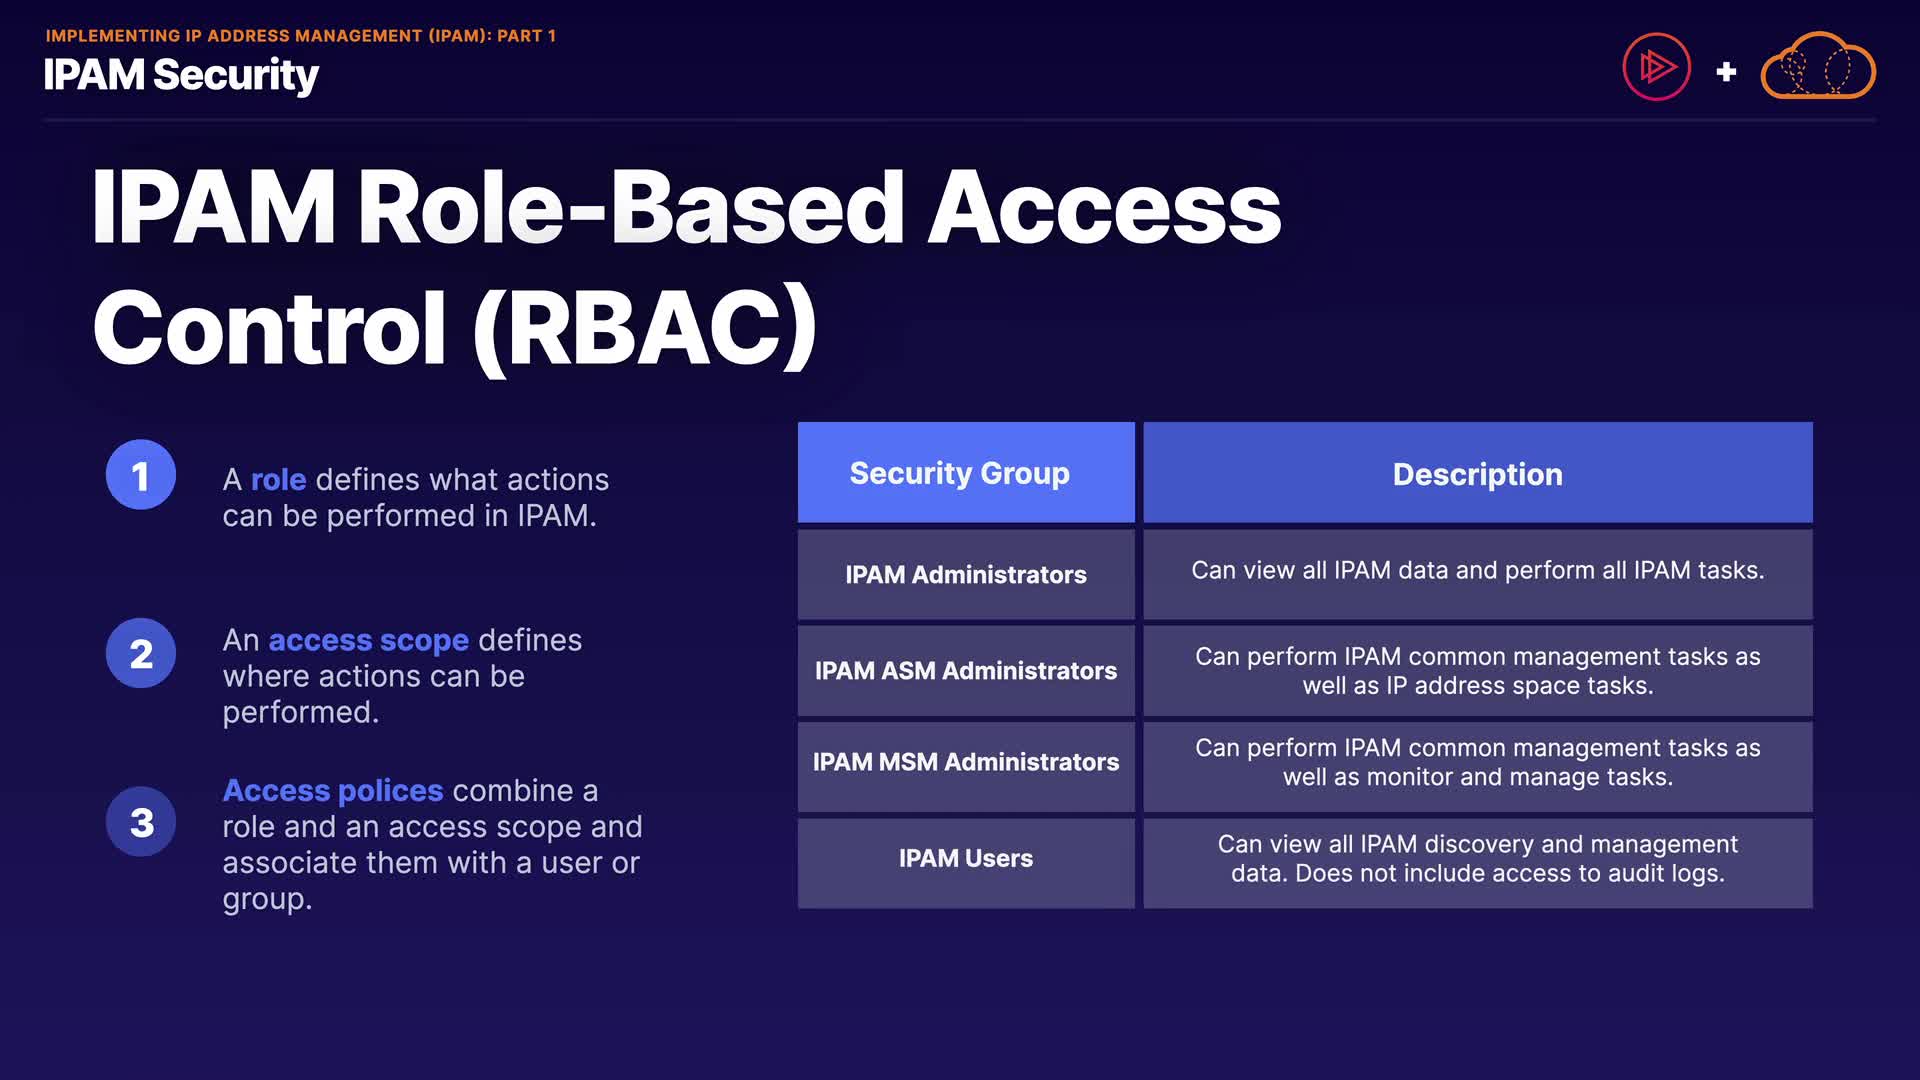 IMPLEMENTING IP ADDRESS MANAGEMENT (IPAM): PART 1
IPAM Security
+
IPAM Role-Based Access
Control (RBAC)
1
A role defines what actions
can be performed in IPAM.
2
An access scope defines
where actions can be
performed.
3
Access polices combine a
role and an access scope and
associate them with a user or
group.
Security Group
Description
IPAM Administrators
Can view all IPAM data and perform all IPAM tasks.
IPAM ASM Administrators
Can perform IPAM common management tasks as
well as IP address space tasks.
IPAM MSM Administrators
Can perform IPAM common management tasks as
well as monitor and manage tasks.
IPAM Users
Can view all IPAM discovery and management
data. Does not include access to audit logs.